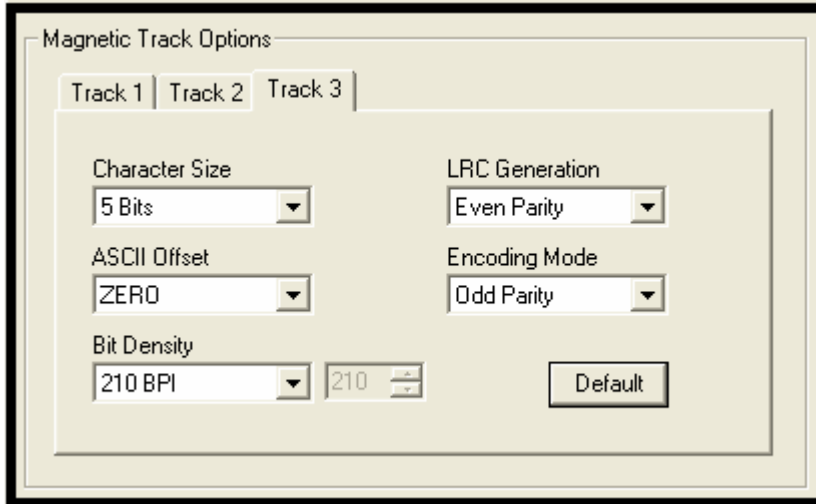 Magnetic Track Options
Track 1 Track 2 Track 3
Character Size LRC Generation
5 Bits Even Parity
ASCII Offset Encoding Mode
ZERO Odd Parity
Bit Density
210 BPI 210 Default